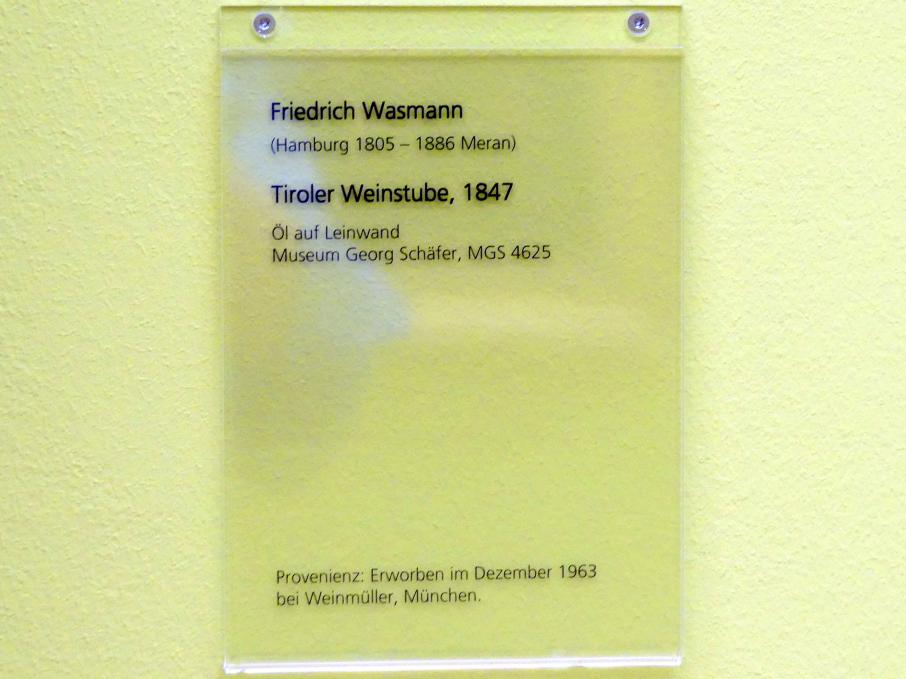 Friedrich Wasmann
(Hamburg 1805 – 1886 Meran)
Tiroler Weinstube, 1847
Öl auf Leinwand
Museum Georg Schäfer, MGS 4625
Provenienz: Erworben im Dezember 1963
bei Weinmüller, München.